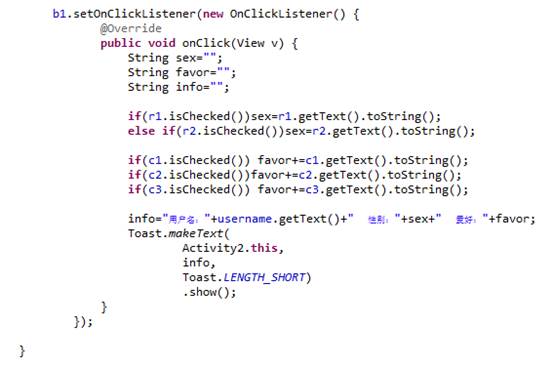 b1.setOnClickListener(new OnClickListener() {
@Override
public void onClick(View v) {
String sex="";
String favor="";
String info="";
if(r1.isChecked())sex=r1.getText().toString();
else if(r2.isChecked())sex=r2.getText().toString();
if(c1.isChecked()) favor+=c1.getText().toString();
if(c2.isChecked())favor+=c2.getText().toString();
if(c3.isChecked()) favor+=c3.getText().toString();
info="用户名："+username.getText()+"  性别："+sex+"  爱好："+favor;
Toast.makeText(
Activity2.this,
info,
Toast.LENGTH_SHORT)
.show();
}
});
}